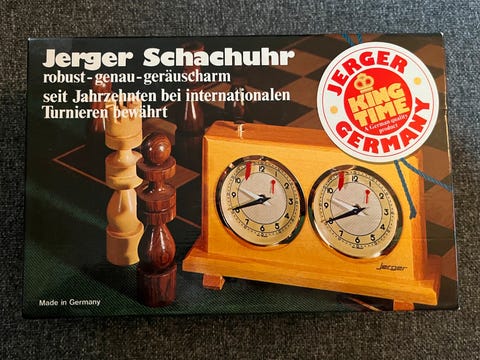 Jerger Schachuhr
robust-genau-geräuscharm
seit Jahrzehnten bei internationalen
Turnieren bewährt
JERGER
KING
TIME
A German quality
product
GERMANY
Jerger
Made in Germany